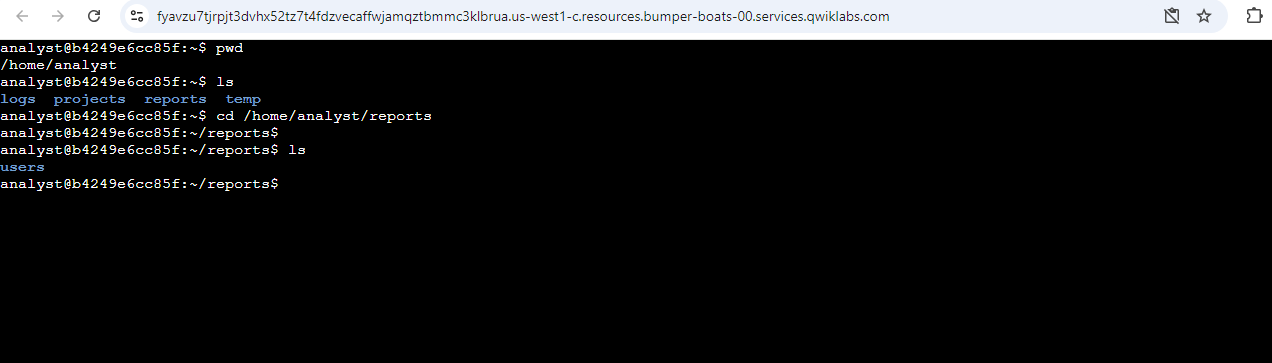 fyavzu7tjrpjt3dvhx52tz7t4fdzvecaffwjamqztbmmc3klbrua.us-west1-c.resources.bumper-boats-00.services.qwiklabs.com
analyst@b4249e6cc85f:~$ pwd
/home/analyst
analyst@b4249e6cc85f:~$ ls
logs  projects  reports  temp
analyst@b4249e6cc85f:~$ cd /home/analyst/reports
analyst@b4249e6cc85f:~/reports$
analyst@b4249e6cc85f:~/reports$ ls
users
analyst@b4249e6cc85f:~/reports$